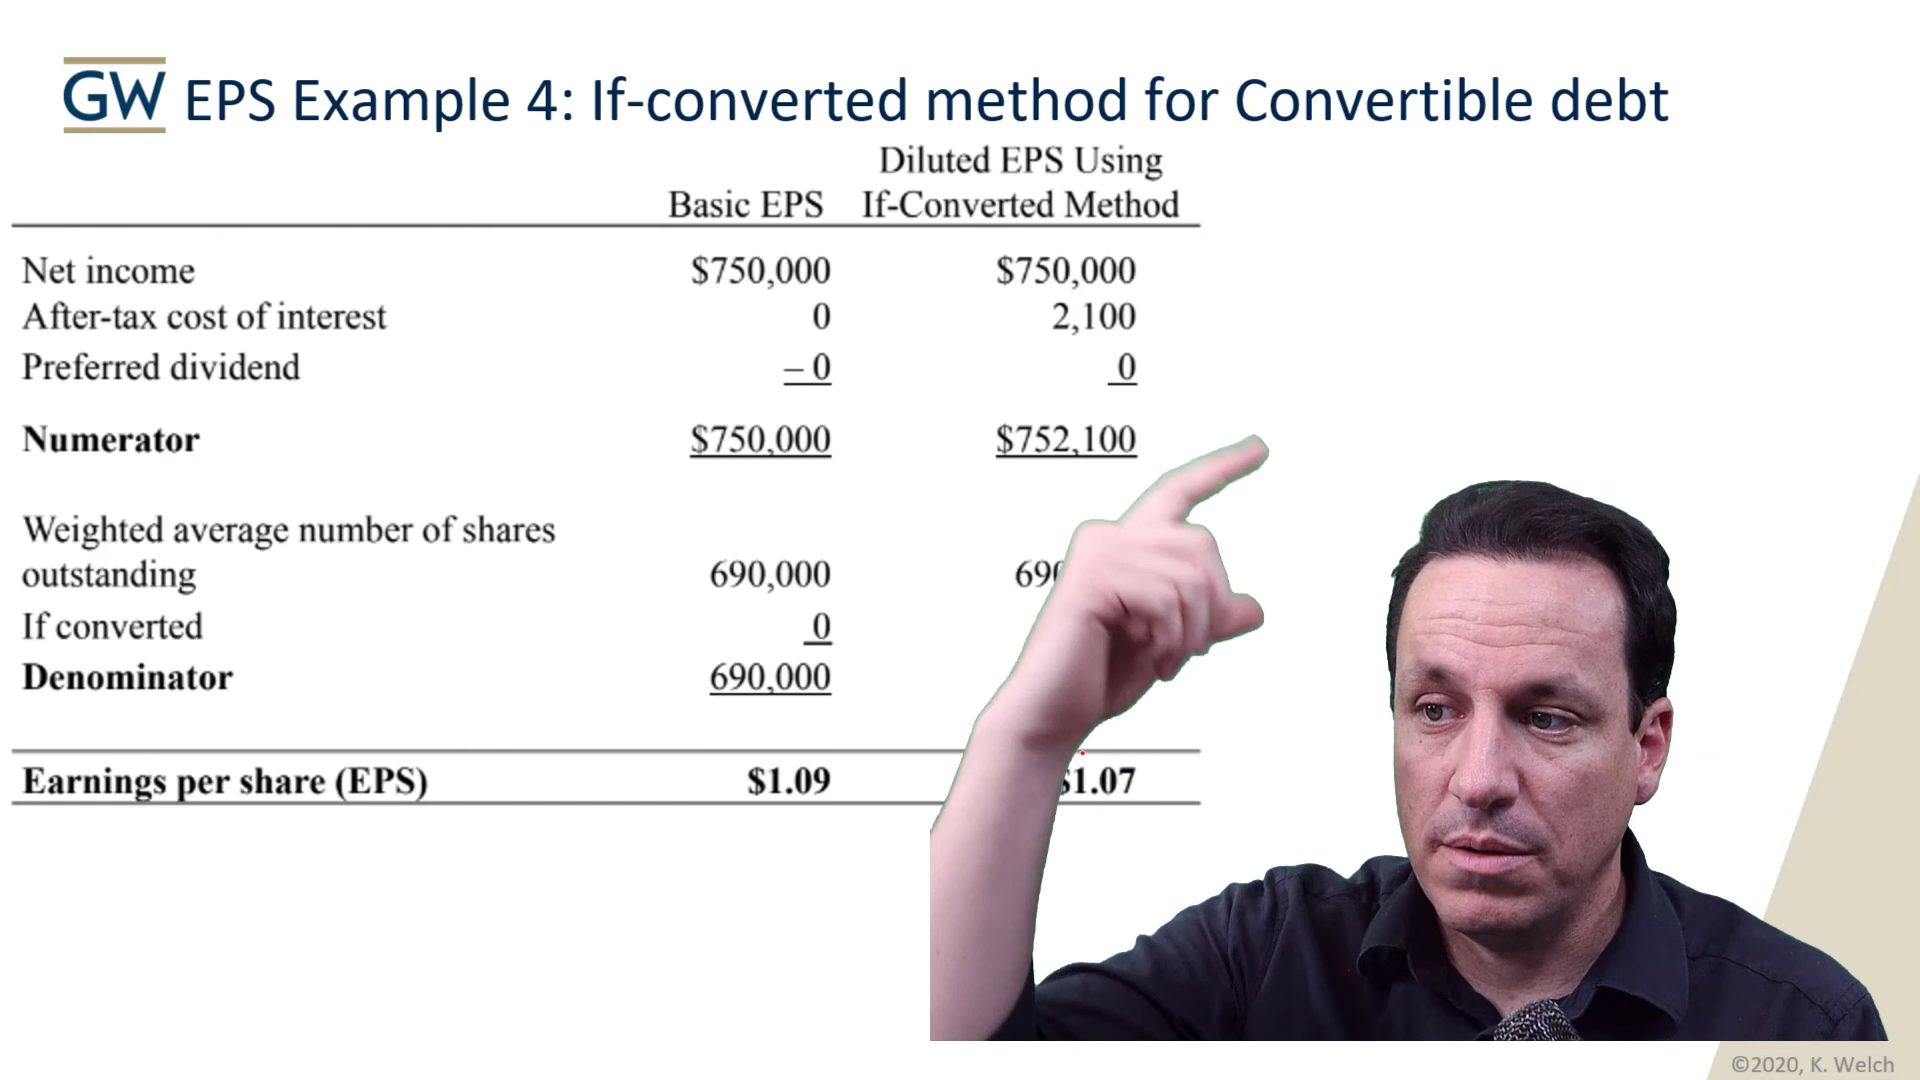 GW EPS Example 4: If-converted method for Convertible debt
Diluted EPS Using
Basic EPS If-Converted Method
Net income $750,000 $750,000
After-tax cost of interest 0 2,100
Preferred dividend – 0 0
Numerator $750,000 $752,100
Weighted average number of shares
outstanding 690,000 690
If converted 0
Denominator 690,000
Earnings per share (EPS) $1.09 $1.07
©2020, K. Welch